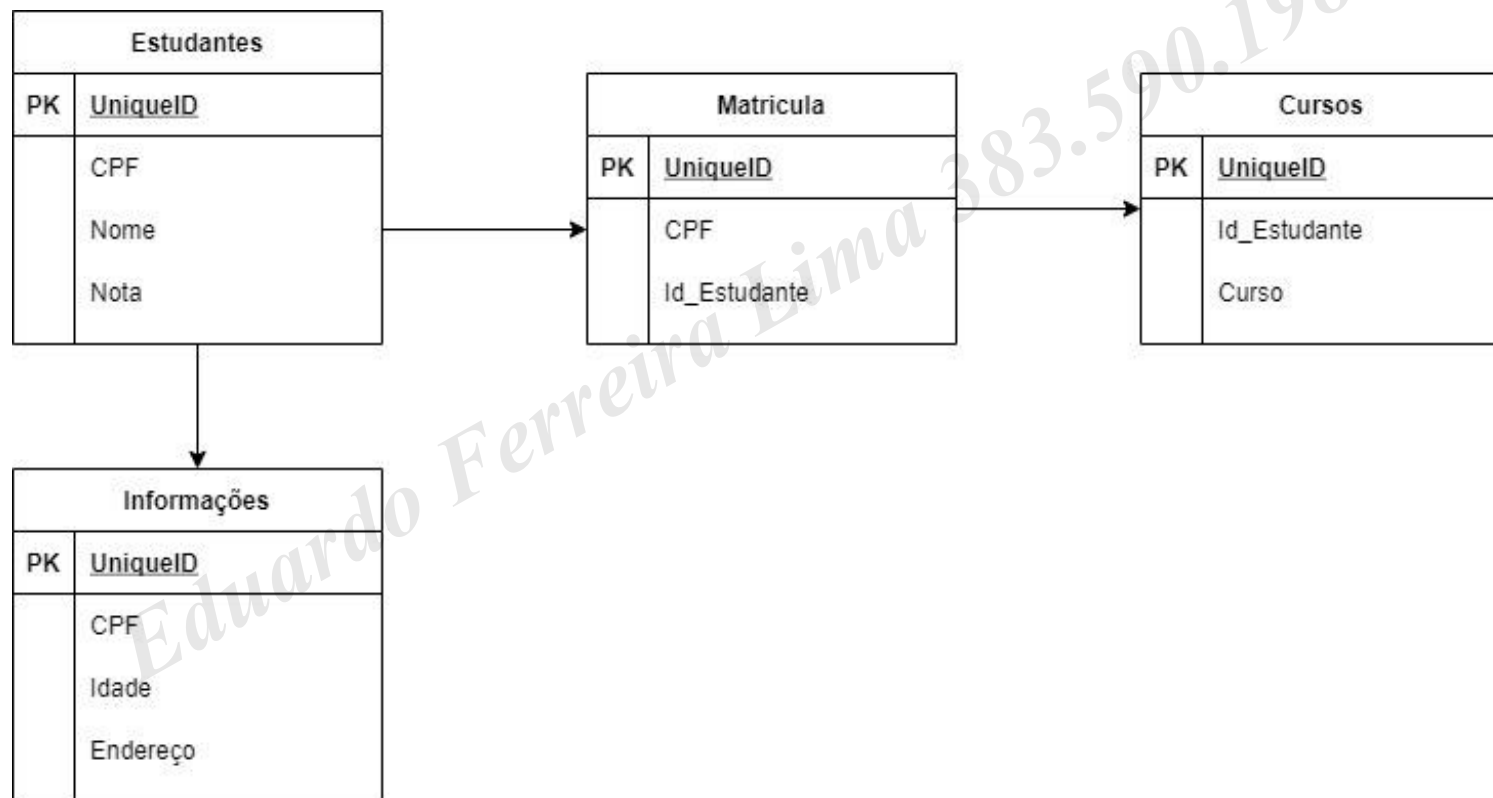 Estudantes
PK UniqueID
CPF
Nome
Nota
Matricula
PK UniqueID
CPF
Id_Estudante
Cursos
PK UniqueID
Id_Estudante
Curso
Informações
PK UniqueID
CPF
Idade
Endereço
Eduardo Ferreira Lima 383.590.198